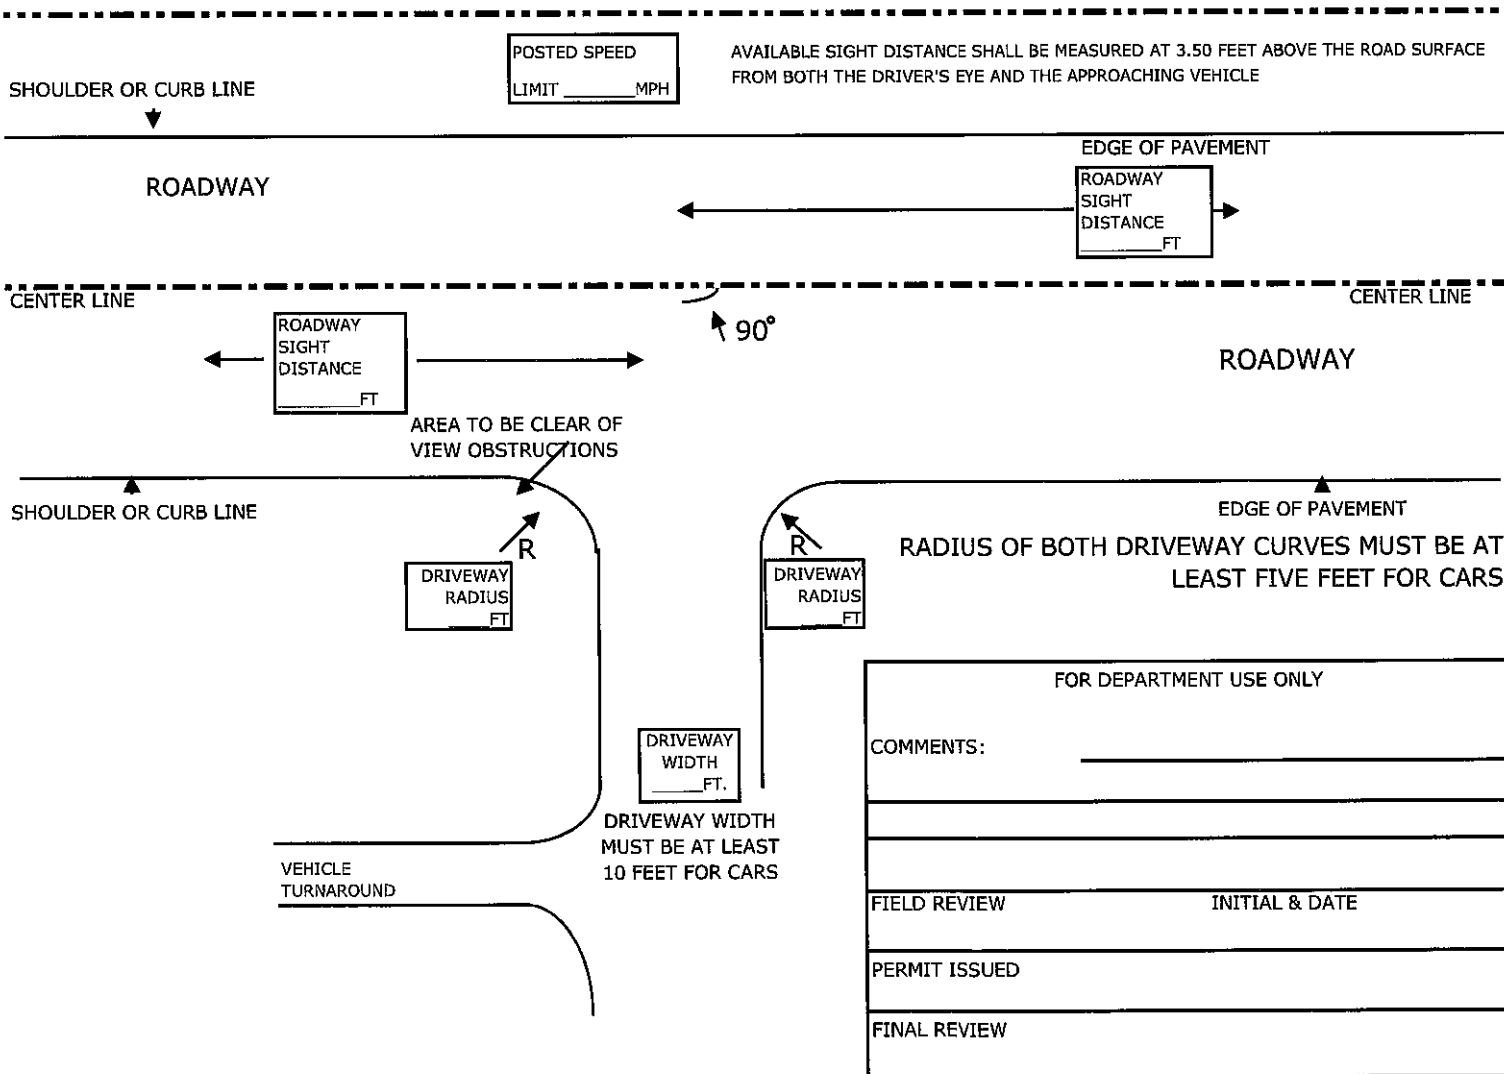 POSTED SPEED
LIMIT _______MPH
AVAILABLE SIGHT DISTANCE SHALL BE MEASURED AT 3.50 FEET ABOVE THE ROAD SURFACE
FROM BOTH THE DRIVER'S EYE AND THE APPROACHING VEHICLE
SHOULDER OR CURB LINE
EDGE OF PAVEMENT
ROADWAY
ROADWAY
SIGHT
DISTANCE
________FT
CENTER LINE
CENTER LINE
ROADWAY
SIGHT
DISTANCE
________FT
90°
ROADWAY
AREA TO BE CLEAR OF
VIEW OBSTRUCTIONS
SHOULDER OR CURB LINE
EDGE OF PAVEMENT
R
R
RADIUS OF BOTH DRIVEWAY CURVES MUST BE AT
LEAST FIVE FEET FOR CARS
DRIVEWAY
RADIUS
____FT
DRIVEWAY
RADIUS
____FT
FOR DEPARTMENT USE ONLY
COMMENTS:
DRIVEWAY
WIDTH
_____FT.
DRIVEWAY WIDTH
MUST BE AT LEAST
10 FEET FOR CARS
VEHICLE
TURNAROUND
FIELD REVIEW INITIAL & DATE
PERMIT ISSUED
FINAL REVIEW